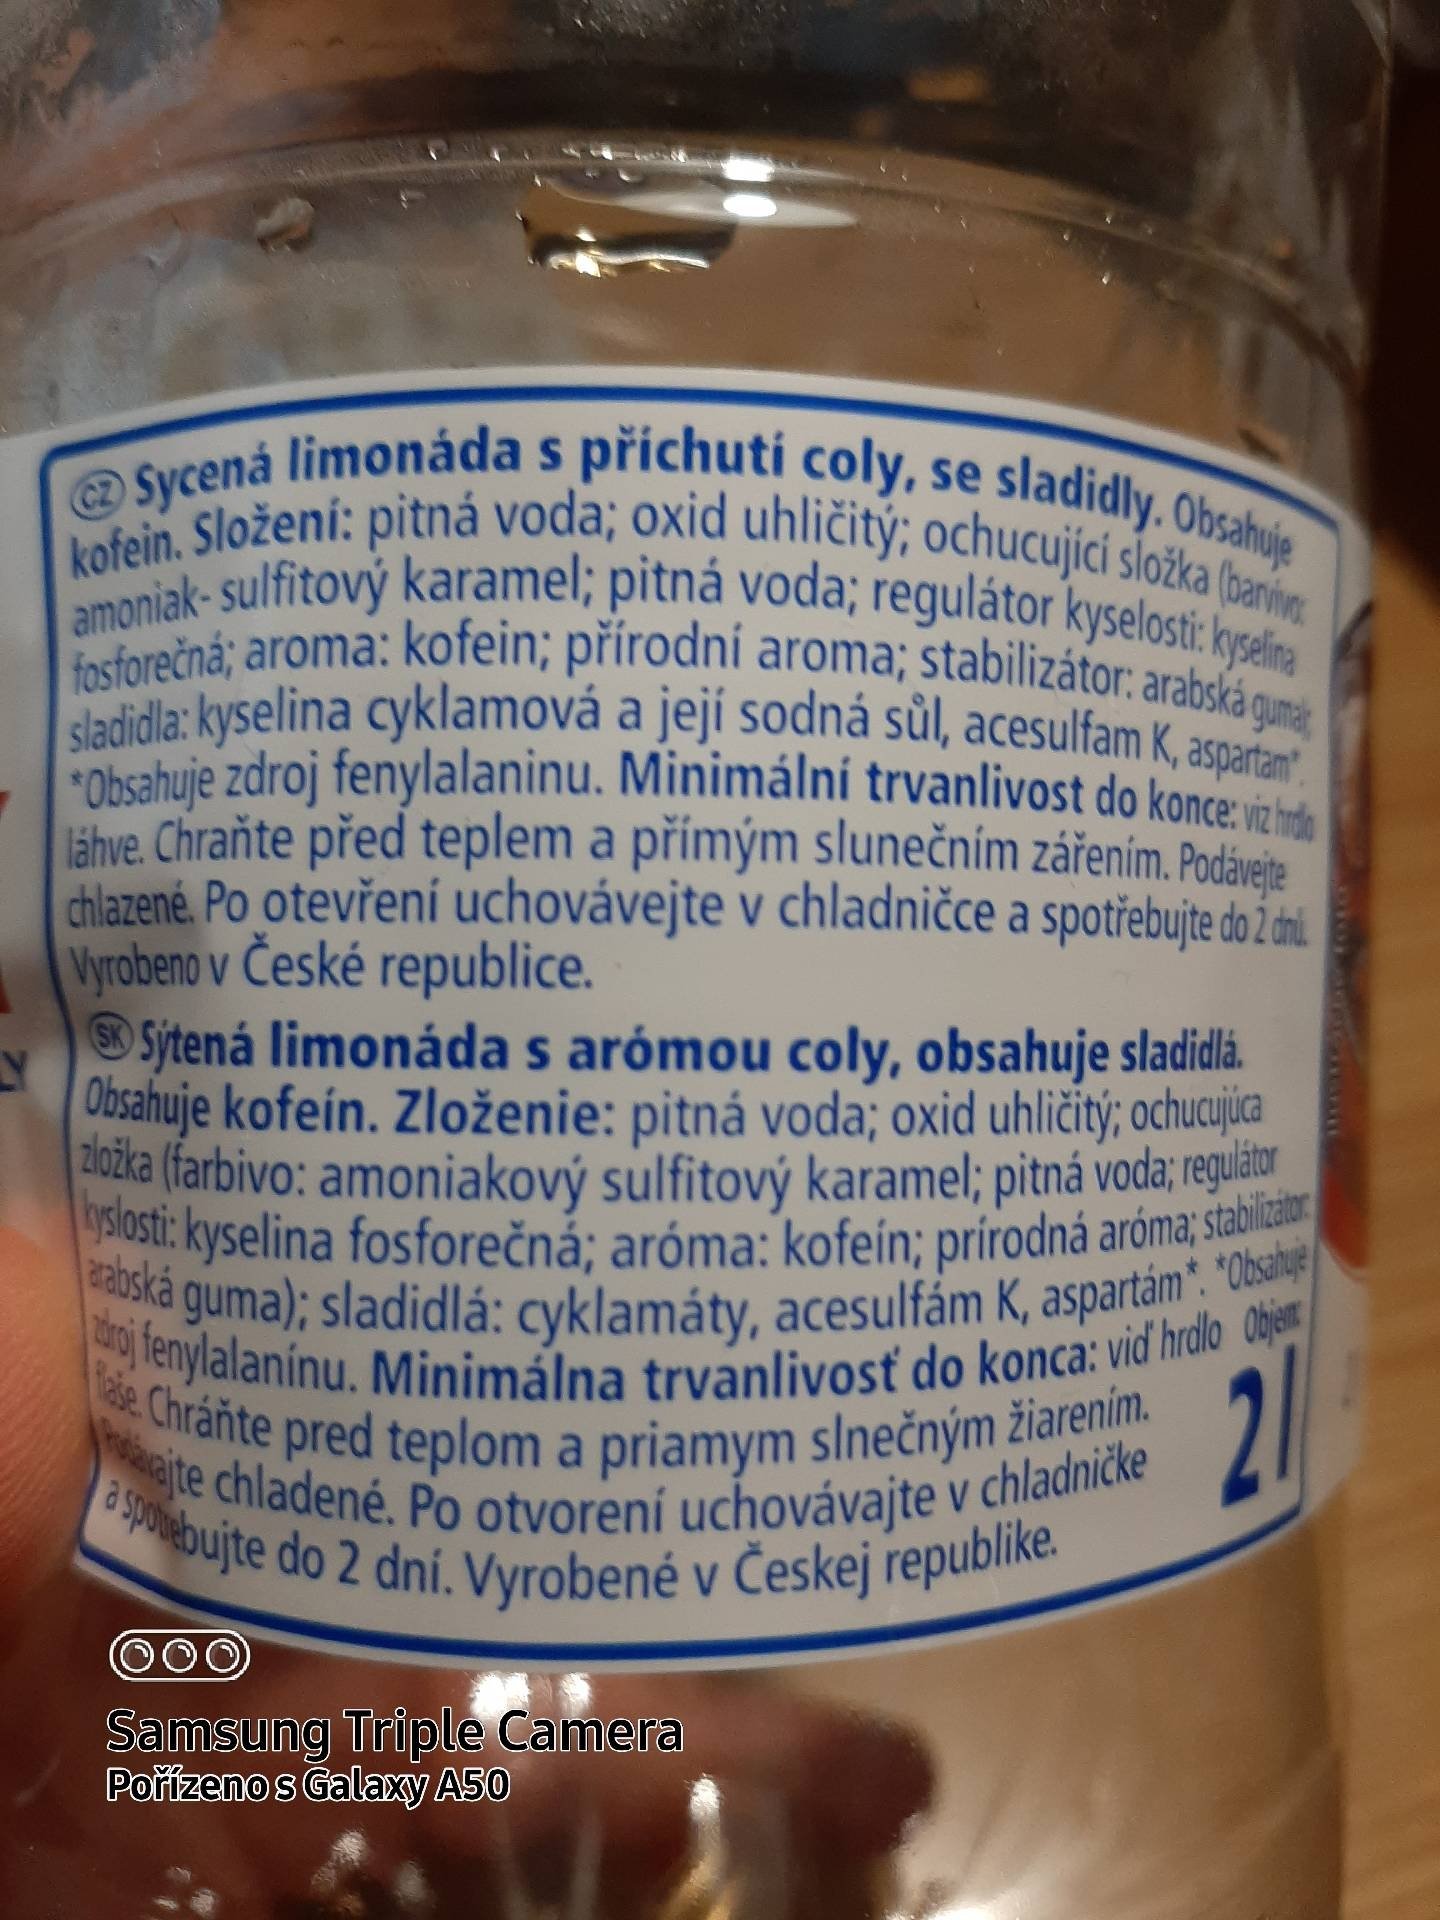 CZ Sycená limonáda s příchutí coly, se sladidly. Obsahuje
kofein. Složení: pitná voda; oxid uhličitý; ochucující složka (barvivo:
amoniak- sulfitový karamel; pitná voda; regulátor kyselosti: kyselina
fosforečná; aroma: kofein; přírodní aroma; stabilizátor: arabská guma);
sladidla: kyselina cyklamová a její sodná sůl, acesulfam K, aspartam*.
*Obsahuje zdroj fenylalaninu. Minimální trvanlivost do konce: viz hrdlo
láhve. Chraňte před teplem a přímým slunečním zářením. Podávejte
chlazené. Po otevření uchovávejte v chladničce a spotřebujte do 2 dnů.
Vyrobeno v České republice.
SK Sýtená limonáda s arómou coly, obsahuje sladidlá.
Obsahuje kofeín. Zloženie: pitná voda; oxid uhličitý; ochucujúca
zložka (farbivo: amoniakový sulfitový karamel; pitná voda; regulátor
kyslosti: kyselina fosforečná; aróma: kofeín; prírodná aróma; stabilizátor:
arabská guma); sladidlá: cyklamáty, acesulfám K, aspartám*. *Obsahuje
zdroj fenylalanínu. Minimálna trvanlivosť do konca: viď hrdlo
fľaše. Chráňte pred teplom a priamym slnečným žiarením.
Podávajte chladené. Po otvorení uchovávajte v chladničke
a spotrebujte do 2 dní. Vyrobené v Českej republike.
Objem:
2 l
LY
Samsung Triple Camera
Pořízeno s Galaxy A50